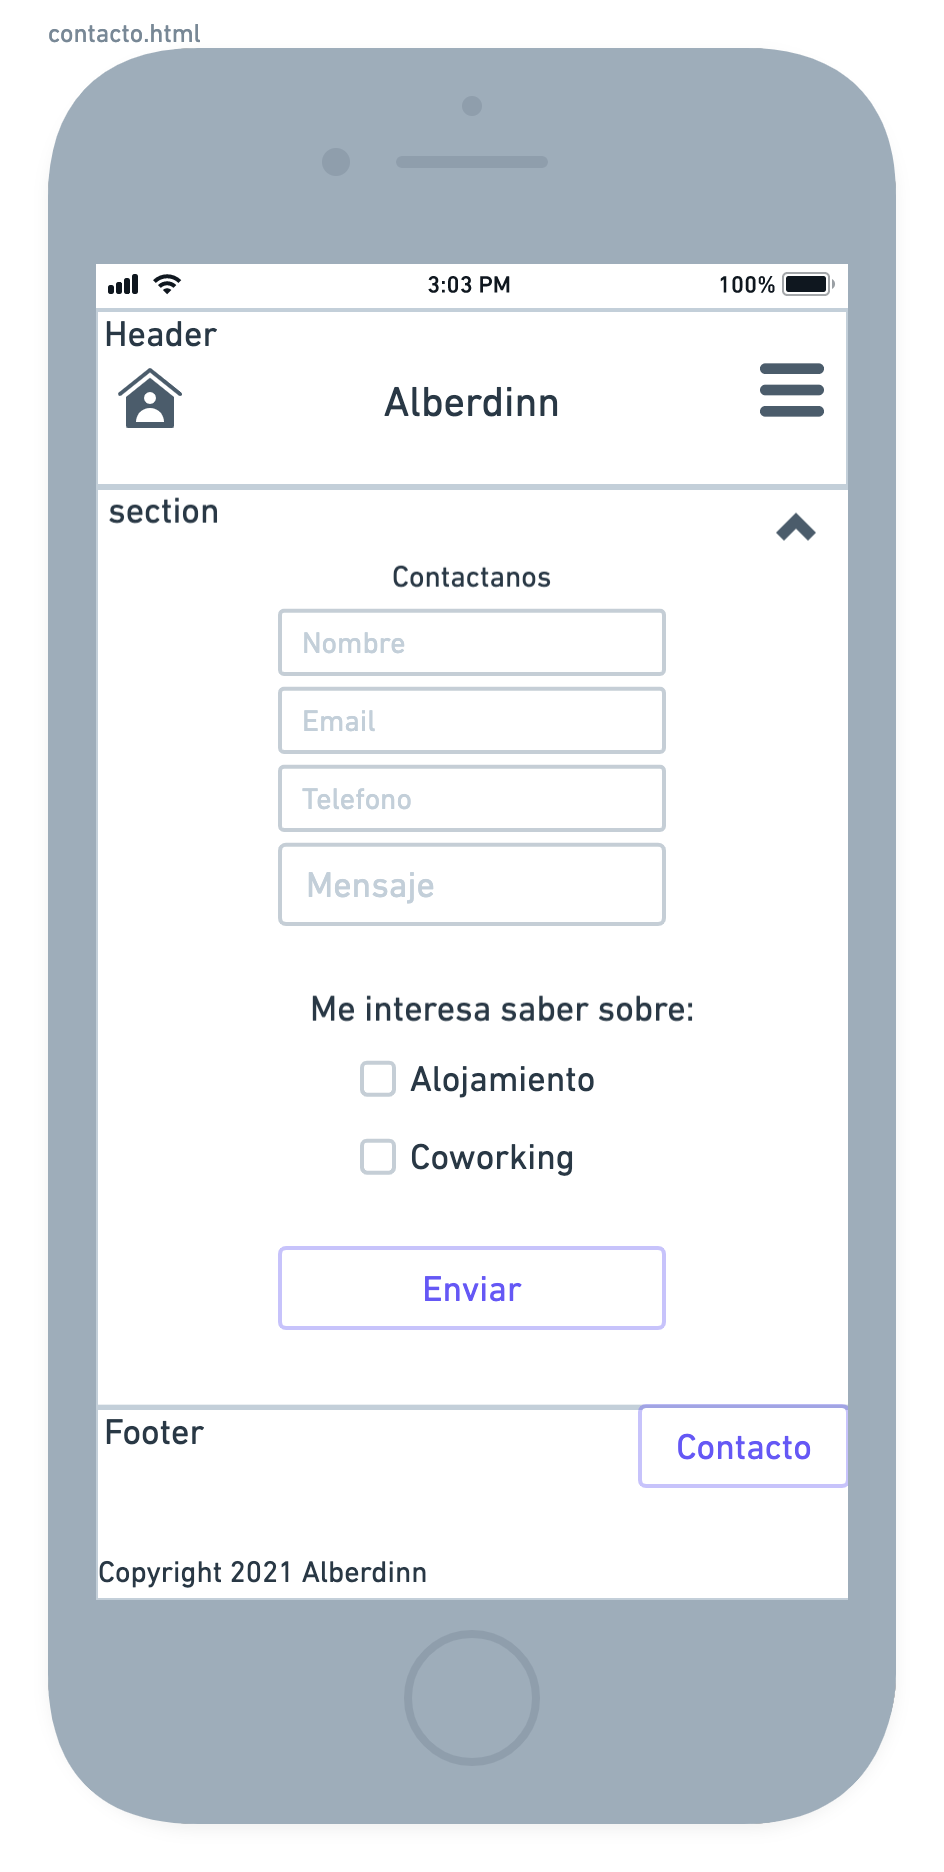 contacto.html
3:03 PM 100%
Header
Alberdinn
section
Contactanos
Nombre
Email
Telefono
Mensaje
Me interesa saber sobre:
Alojamiento
Coworking
Enviar
Footer
Contacto
Copyright 2021 Alberdinn